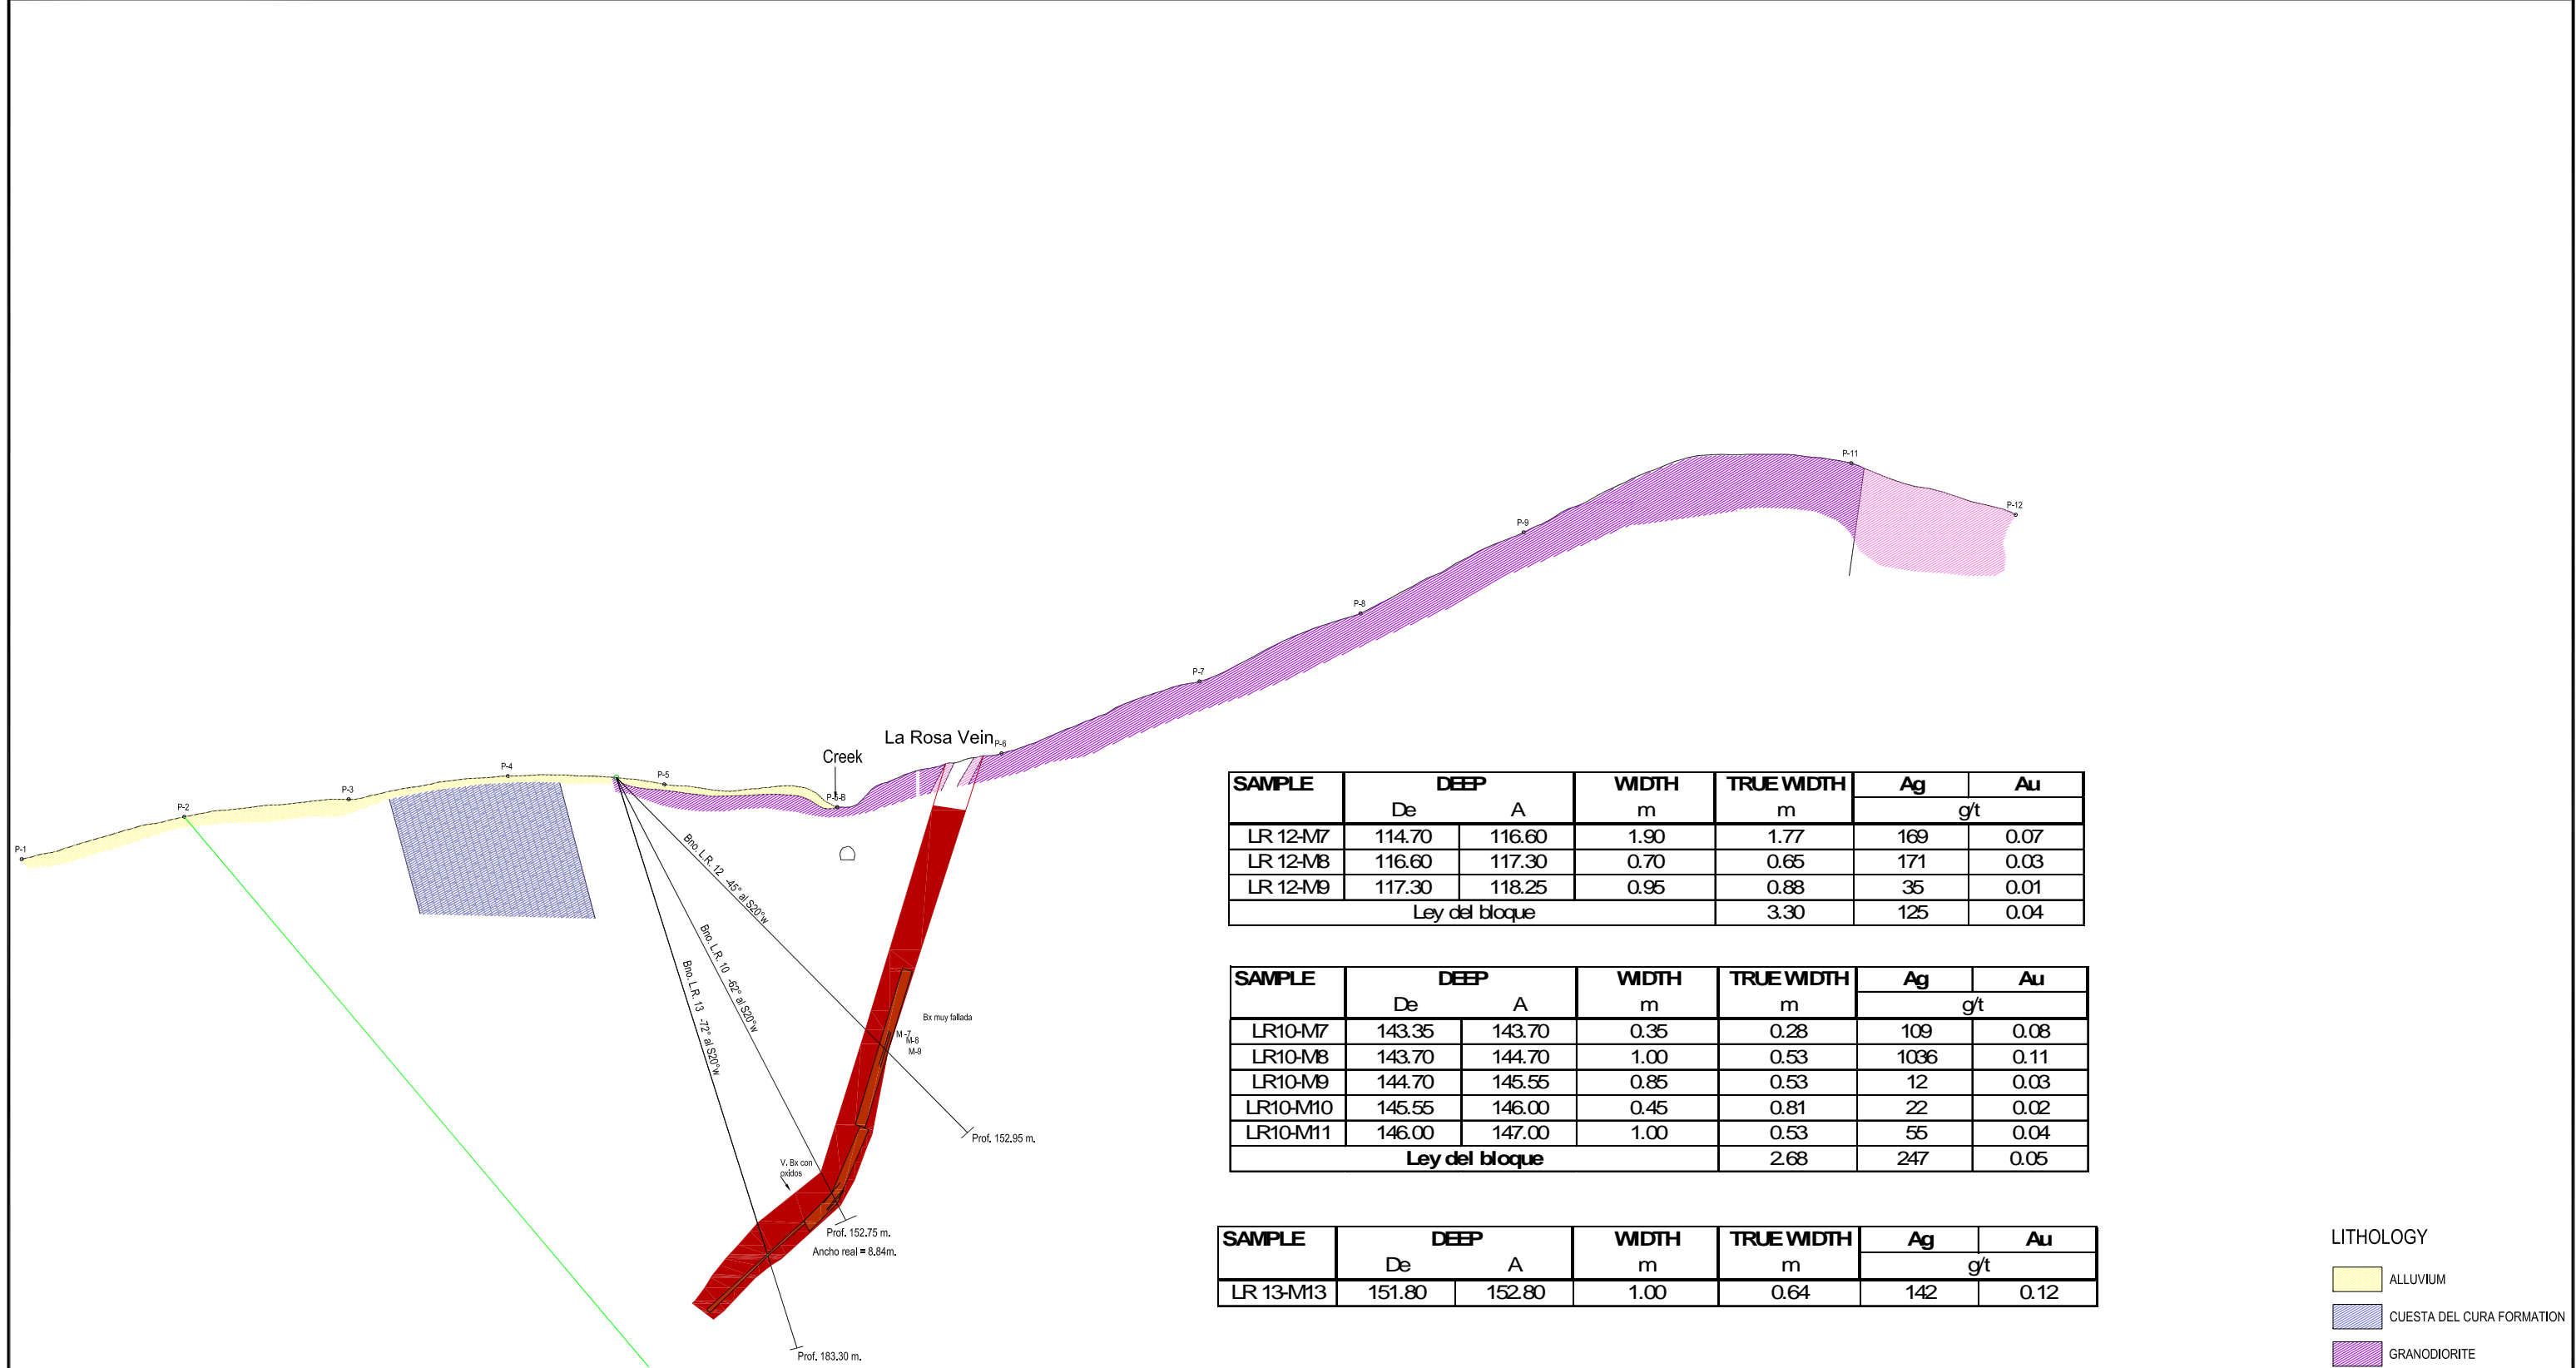 P-11
P-12
P-9
P-8
P-7
La Rosa Vein
P-6
Creek
P-4
P-5
P-3
P-5-B
P-2
P-1
Bno. L.R. 12 -45° al S20°w
Bno. L.R. 10 -62° al S20°w
Bno. L.R. 13 -72° al S20°w
Bx muy fallada
M-7
M-8
M-9
Prof. 152.95 m.
V. Bx con
oxidos
Prof. 152.75 m.
Ancho real = 8.84m.
Prof. 183.30 m.
SAMPLE DEEP WIDTH TRUE WIDTH Ag Au
De A m m g/t
LR 12-M7 114.70 116.60 1.90 1.77 169 0.07
LR 12-M8 116.60 117.30 0.70 0.65 171 0.03
LR 12-M9 117.30 118.25 0.95 0.88 35 0.01
Ley del bloque 3.30 125 0.04
SAMPLE DEEP WIDTH TRUE WIDTH Ag Au
De A m m g/t
LR10-M7 143.35 143.70 0.35 0.28 109 0.08
LR10-M8 143.70 144.70 1.00 0.53 1036 0.11
LR10-M9 144.70 145.55 0.85 0.53 12 0.03
LR10-M10 145.55 146.00 0.45 0.81 22 0.02
LR10-M11 146.00 147.00 1.00 0.53 55 0.04
Ley del bloque 2.68 247 0.05
SAMPLE DEEP WIDTH TRUE WIDTH Ag Au
De A m m g/t
LR 13-M13 151.80 152.80 1.00 0.64 142 0.12
LITHOLOGY
ALLUVIUM
CUESTA DEL CURA FORMATION
GRANODIORITE